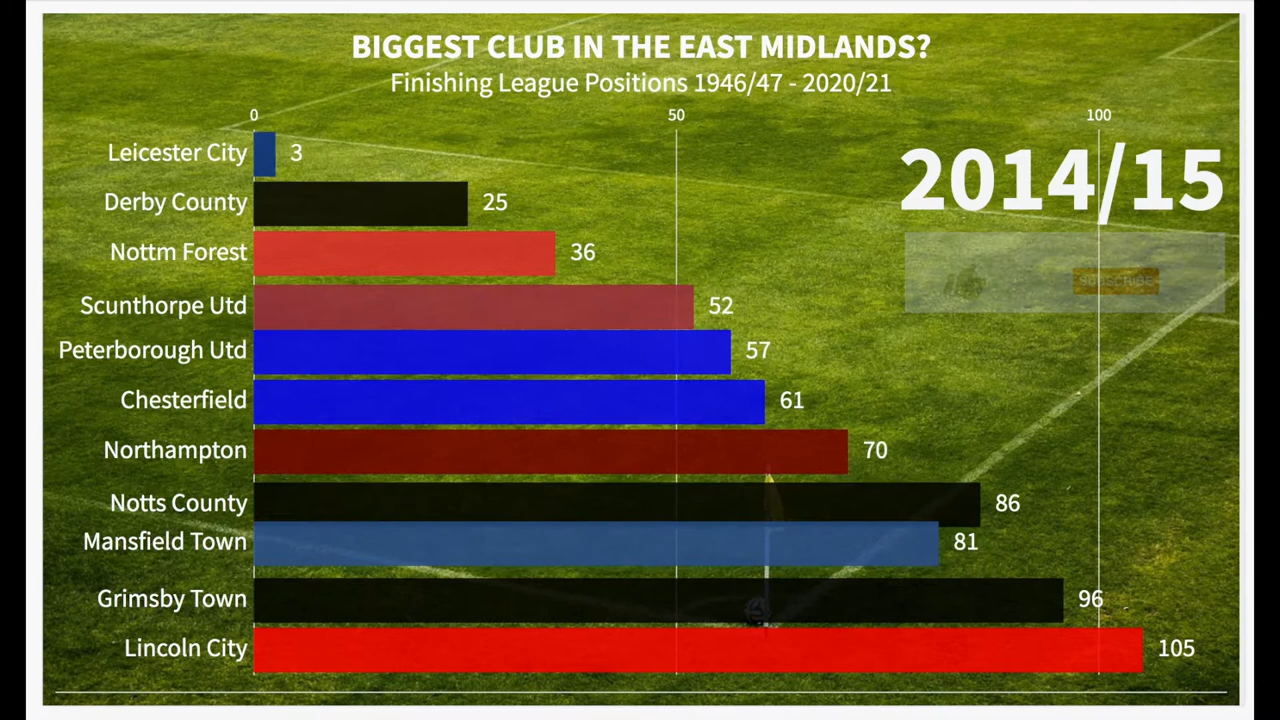 BIGGEST CLUB IN THE EAST MIDLANDS?
Finishing League Positions 1946/47 - 2020/21
0 50 100
2014/15
Leicester City 3
Derby County 25
Nottm Forest 36
SUBSCRIBE
Scunthorpe Utd 52
Peterborough Utd 57
Chesterfield 61
Northampton 70
Notts County 86
Mansfield Town 81
Grimsby Town 96
Lincoln City 105